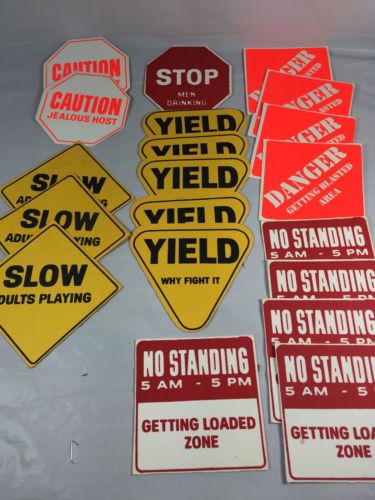 CAUTION
CAUTION
JEALOUS HOST
STOP
MEN
DRINKING
YIELD
YIELD
YIELD
YIELD
YIELD
WHY FIGHT IT
SLOW
SLOW
SLOW
ADULTS PLAYING
DANGER
DANGER
DANGER
DANGER
GETTING BLASTED
AREA
NO STANDING
5 AM - 5 PM
NO STANDING
NO STANDING
NO STANDING
5 AM - 5 PM
GETTING LOADED
ZONE
NO STANDING
5 AM - 5 PM
GETTING LOADED
ZONE